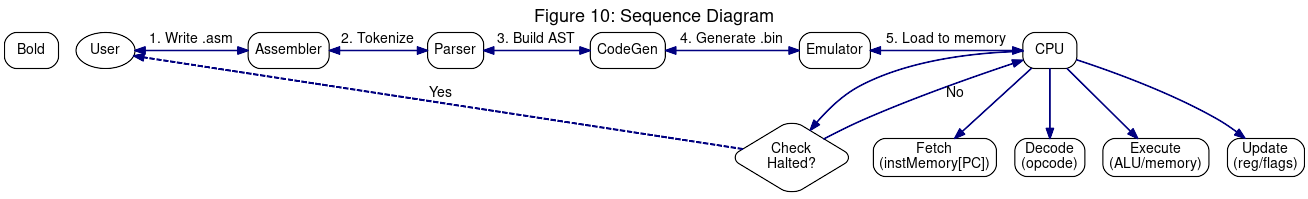 Figure 10: Sequence Diagram
Bold
User
1. Write .asm
Assembler
2. Tokenize
Parser
3. Build AST
CodeGen
4. Generate .bin
Emulator
5. Load to memory
CPU
Yes
No
Check
Halted?
Fetch
(instMemory[PC])
Decode
(opcode)
Execute
(ALU/memory)
Update
(reg/flags)